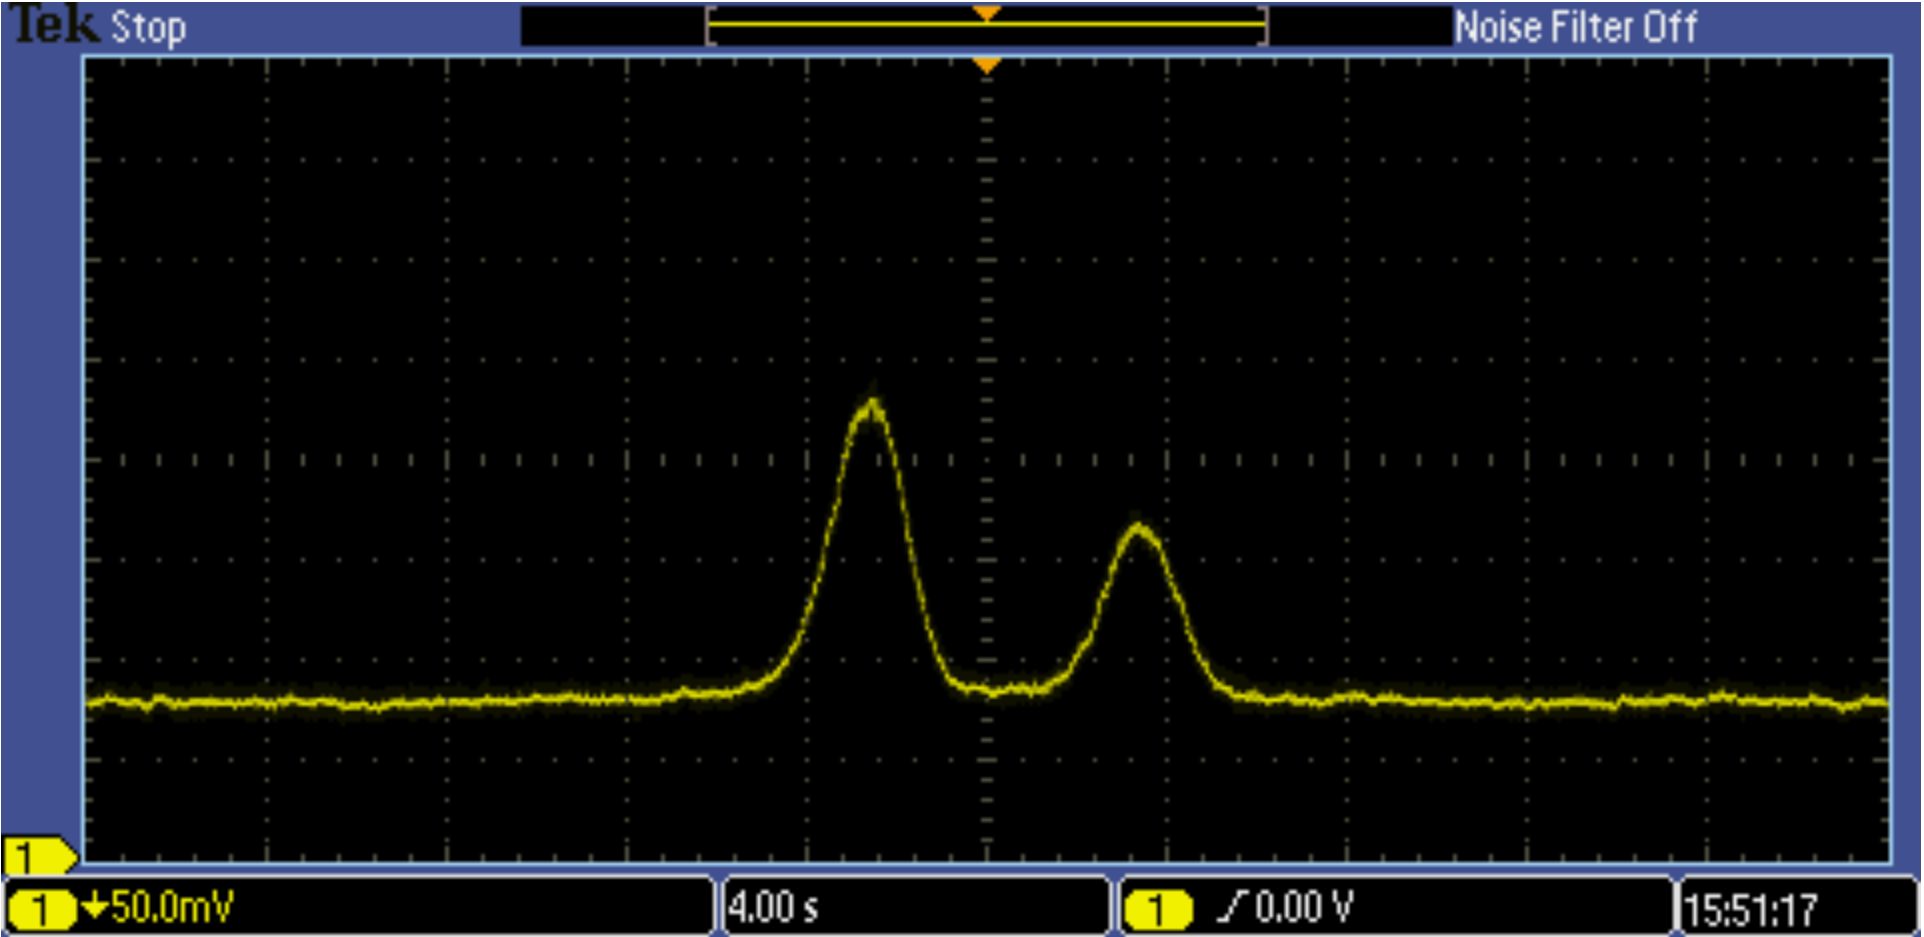 Tek Stop Noise Filter Off
1
1 50.0mV 4.00 s 1 0.00 V 15:51:17